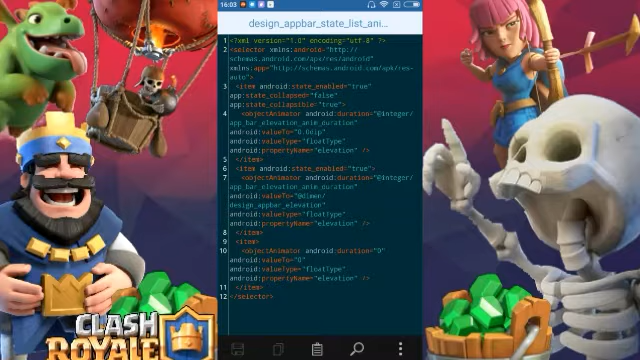 16:03
design_appbar_state_list_ani...
1 <?xml version="1.0" encoding="utf-8" ?>
2 <selector xmlns:android="http://
schemas.android.com/apk/res/android"
xmlns:app="http://schemas.android.com/apk/res-
auto">
3 <item android:state_enabled="true"
app:state_collapsed="false"
app:state_collapsible="true">
4 <objectAnimator android:duration="@integer/
app_bar_elevation_anim_duration"
android:valueTo="0.0dip"
android:valueType="floatType"
android:propertyName="elevation" />
5 </item>
6 <item android:state_enabled="true">
7 <objectAnimator android:duration="@integer/
app_bar_elevation_anim_duration"
android:valueTo="@dimen/
design_appbar_elevation"
android:valueType="floatType"
android:propertyName="elevation" />
8 </item>
9 <item>
10 <objectAnimator android:duration="0"
android:valueTo="0"
android:valueType="floatType"
android:propertyName="elevation" />
11 </item>
12 </selector>
CLASH
ROYALE